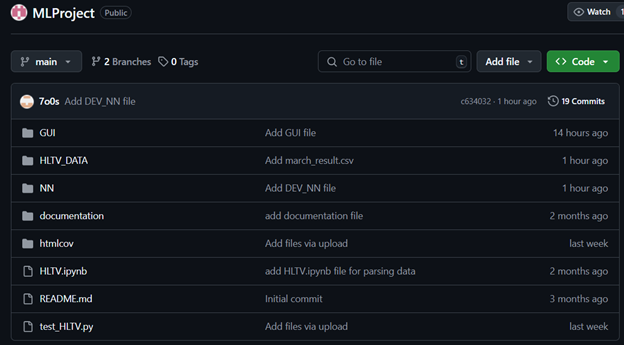 MLProject Public Watch 1
main 2 Branches 0 Tags Go to file t Add file Code
7o0s Add DEV_NN file c634032 · 1 hour ago 19 Commits
GUI Add GUI file 14 hours ago
HLTV_DATA Add march_result.csv 1 hour ago
NN Add DEV_NN file 1 hour ago
documentation add documentation file 2 months ago
htmlcov Add files via upload last week
HLTV.ipynb add HLTV.ipynb file for parsing data 2 months ago
README.md Initial commit 3 months ago
test_HLTV.py Add files via upload last week